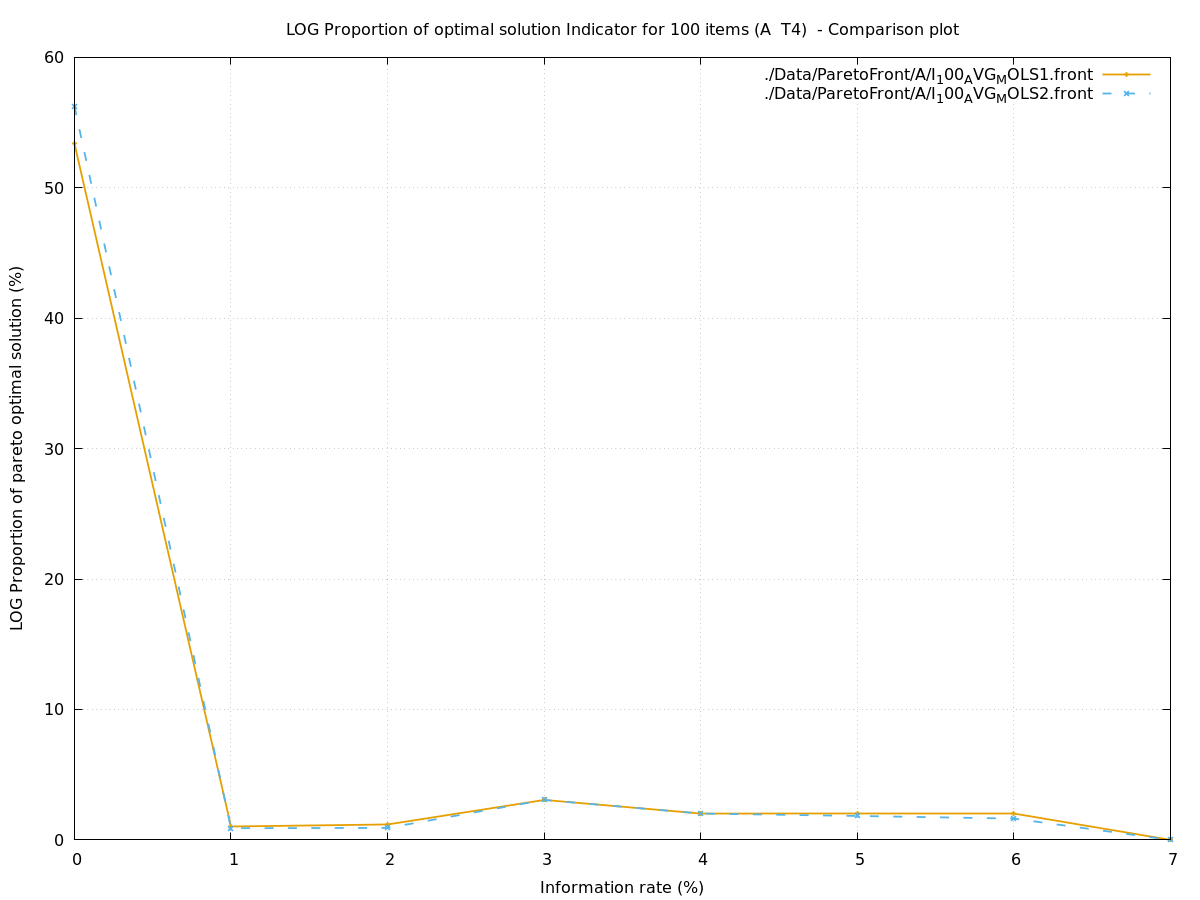 LOG Proportion of optimal solution Indicator for 100 items (A  T4)  - Comparison plot
./Data/ParetoFront/A/I₁00_AVG_MOLS1.front
./Data/ParetoFront/A/I₁00_AVG_MOLS2.front
60
50
40
30
20
10
0
LOG Proportion of pareto optimal solution (%)
0 1 2 3 4 5 6 7
Information rate (%)